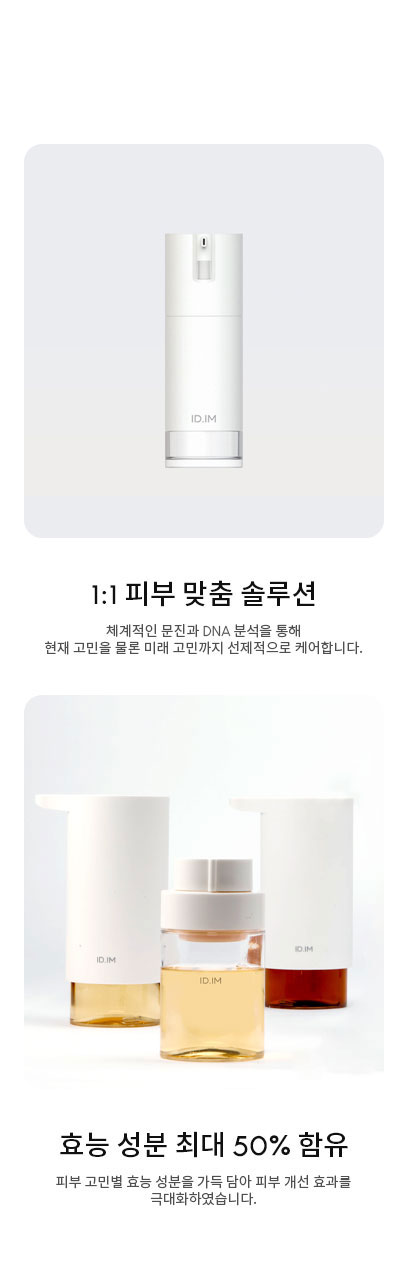 ID.IM
1:1 피부 맞춤 솔루션
체계적인 문진과 DNA 분석을 통해
현재 고민을 물론 미래 고민까지 선제적으로 케어합니다.
ID.IM
ID.IM
ID.IM
효능 성분 최대 50% 함유
피부 고민별 효능 성분을 가득 담아 피부 개선 효과를
극대화하였습니다.